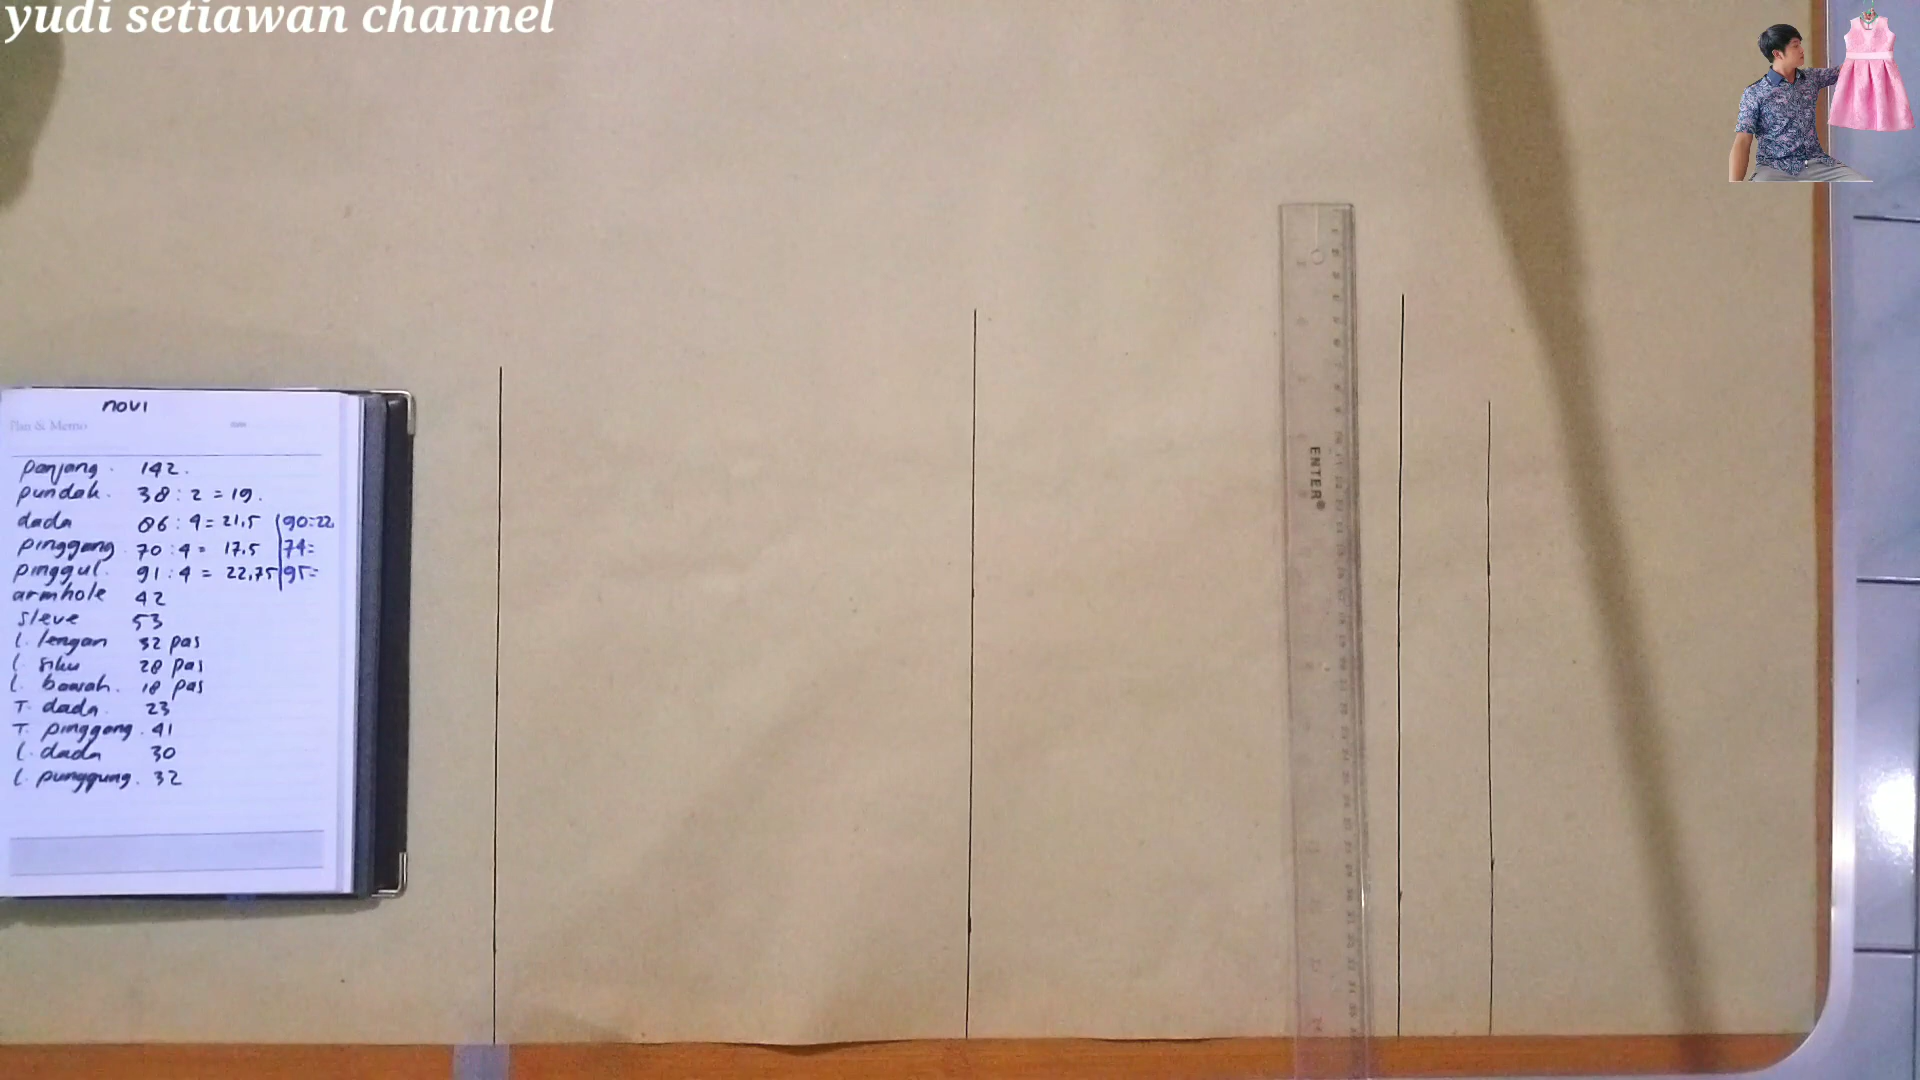 yudi setiawan channel
novi
Plan & Memo
panjang. 142.
pundak. 38 : 2 = 19.
dada 86 : 4 = 21,5 90=22
pinggang. 70 : 4 = 17.5 74=
pinggul. 91 : 4 = 22,75 95=
armhole 42
sleve 53
l. lengan 32 pas
l. siku 28 pas
l. bawah. 18 pas
T. dada. 23
T. pinggang. 41
l. dada 30
l. punggung. 32
ENTER®